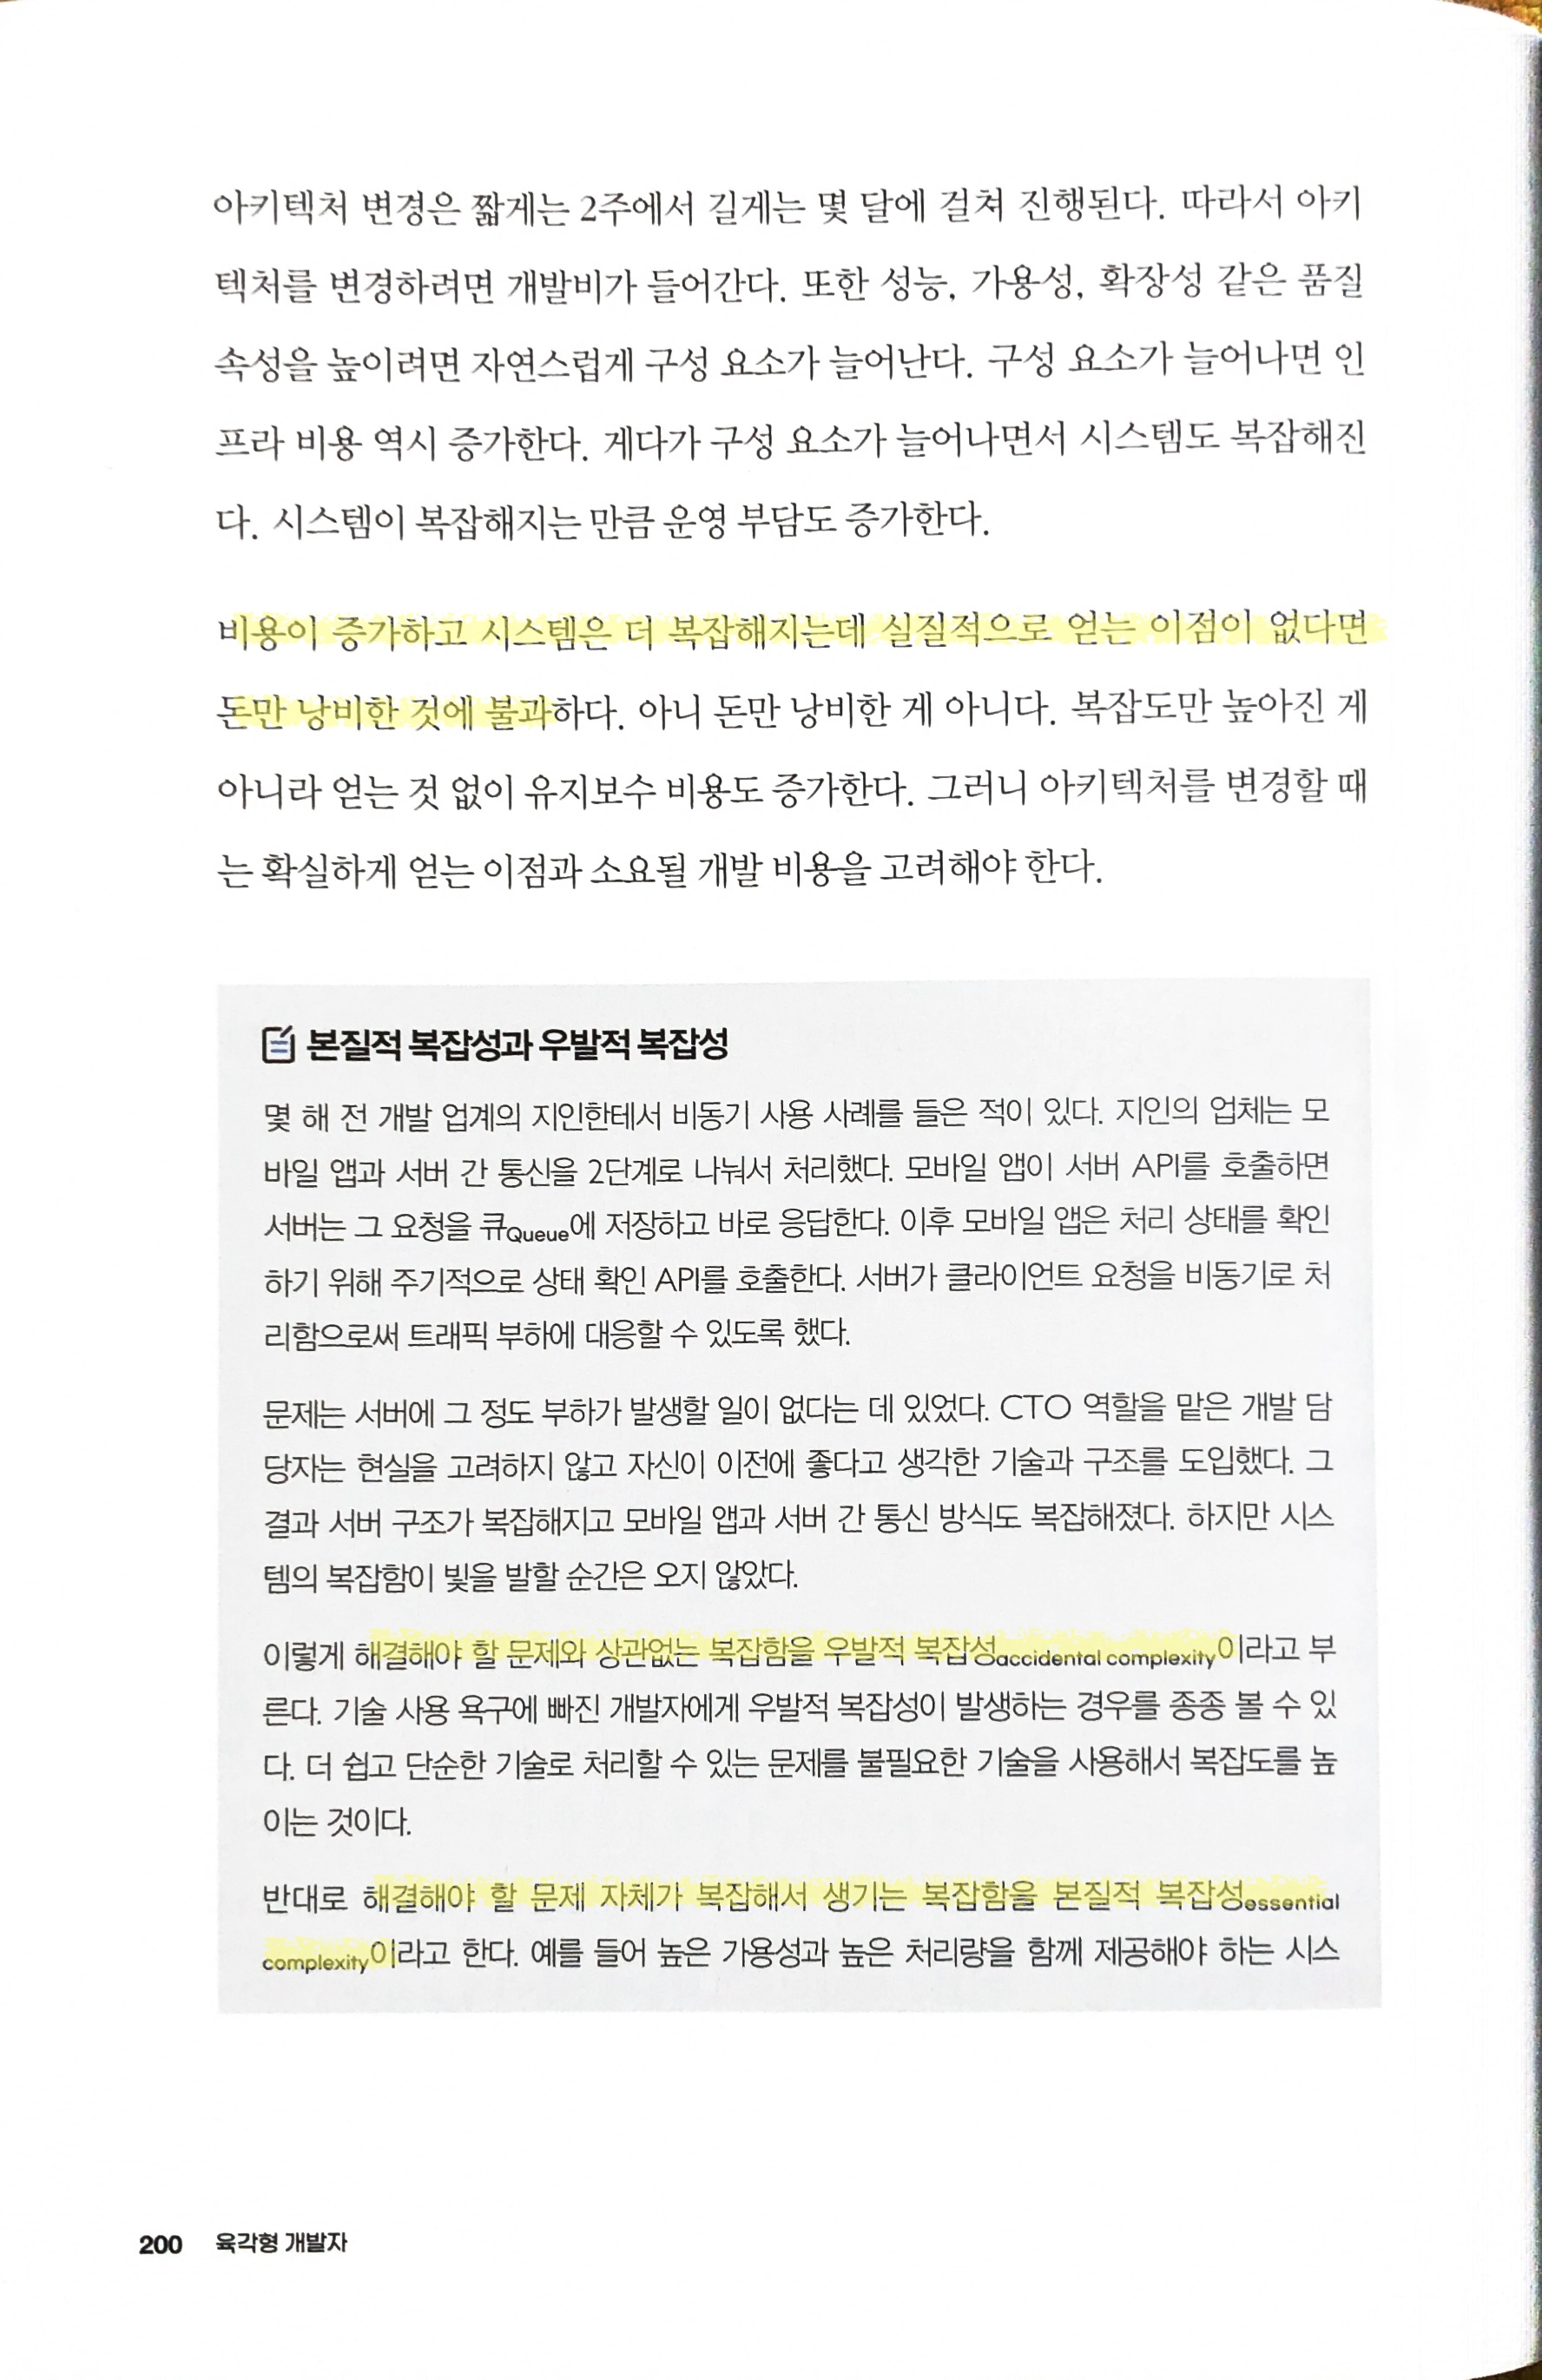 아키텍처 변경은 짧게는 2주에서 길게는 몇 달에 걸쳐 진행된다. 따라서 아키
텍처를 변경하려면 개발비가 들어간다. 또한 성능, 가용성, 확장성 같은 품질
속성을 높이려면 자연스럽게 구성 요소가 늘어난다. 구성 요소가 늘어나면 인
프라 비용 역시 증가한다. 게다가 구성 요소가 늘어나면서 시스템도 복잡해진
다. 시스템이 복잡해지는 만큼 운영 부담도 증가한다.
비용이 증가하고 시스템은 더 복잡해지는데 실질적으로 얻는 이점이 없다면
돈만 낭비한 것에 불과하다. 아니 돈만 낭비한 게 아니다. 복잡도만 높아진 게
아니라 얻는 것 없이 유지보수 비용도 증가한다. 그러니 아키텍처를 변경할 때
는 확실하게 얻는 이점과 소요될 개발 비용을 고려해야 한다.
본질적 복잡성과 우발적 복잡성
몇 해 전 개발 업계의 지인한테서 비동기 사용 사례를 들은 적이 있다. 지인의 업체는 모
바일 앱과 서버 간 통신을 2단계로 나눠서 처리했다. 모바일 앱이 서버 API를 호출하면
서버는 그 요청을 큐Queue에 저장하고 바로 응답한다. 이후 모바일 앱은 처리 상태를 확인
하기 위해 주기적으로 상태 확인 API를 호출한다. 서버가 클라이언트 요청을 비동기로 처
리함으로써 트래픽 부하에 대응할 수 있도록 했다.
문제는 서버에 그 정도 부하가 발생할 일이 없다는 데 있었다. CTO 역할을 맡은 개발 담
당자는 현실을 고려하지 않고 자신이 이전에 좋다고 생각한 기술과 구조를 도입했다. 그
결과 서버 구조가 복잡해지고 모바일 앱과 서버 간 통신 방식도 복잡해졌다. 하지만 시스
템의 복잡함이 빛을 발할 순간은 오지 않았다.
이렇게 해결해야 할 문제와 상관없는 복잡함을 우발적 복잡성accidental complexity이라고 부
른다. 기술 사용 욕구에 빠진 개발자에게 우발적 복잡성이 발생하는 경우를 종종 볼 수 있
다. 더 쉽고 단순한 기술로 처리할 수 있는 문제를 불필요한 기술을 사용해서 복잡도를 높
이는 것이다.
반대로 해결해야 할 문제 자체가 복잡해서 생기는 복잡함을 본질적 복잡성essential
complexity이라고 한다. 예를 들어 높은 가용성과 높은 처리량을 함께 제공해야 하는 시스
200 육각형 개발자